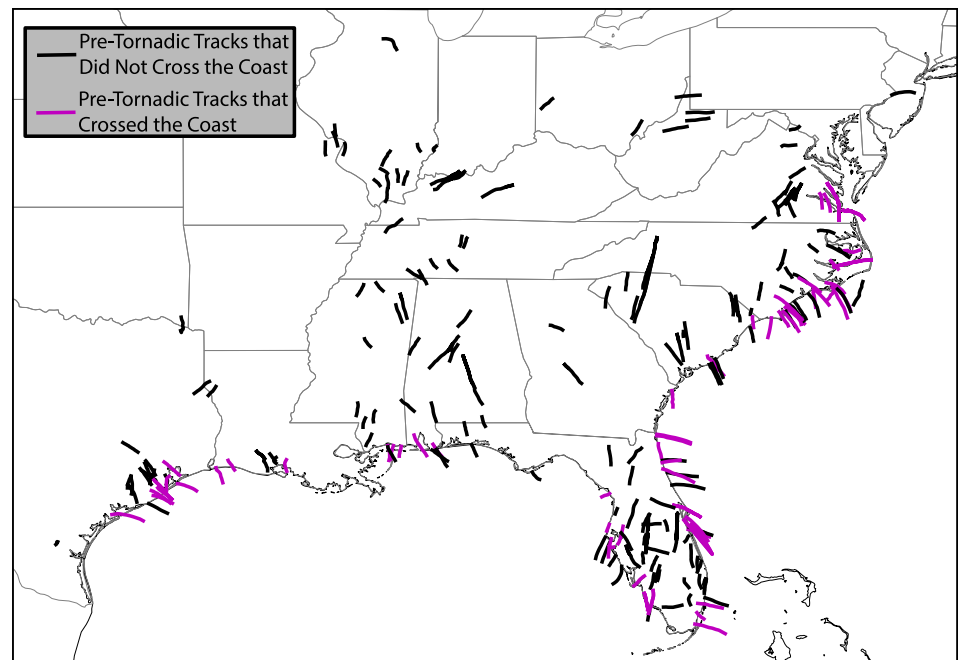 Pre-Tornadic Tracks that
Did Not Cross the Coast
Pre-Tornadic Tracks that
Crossed the Coast